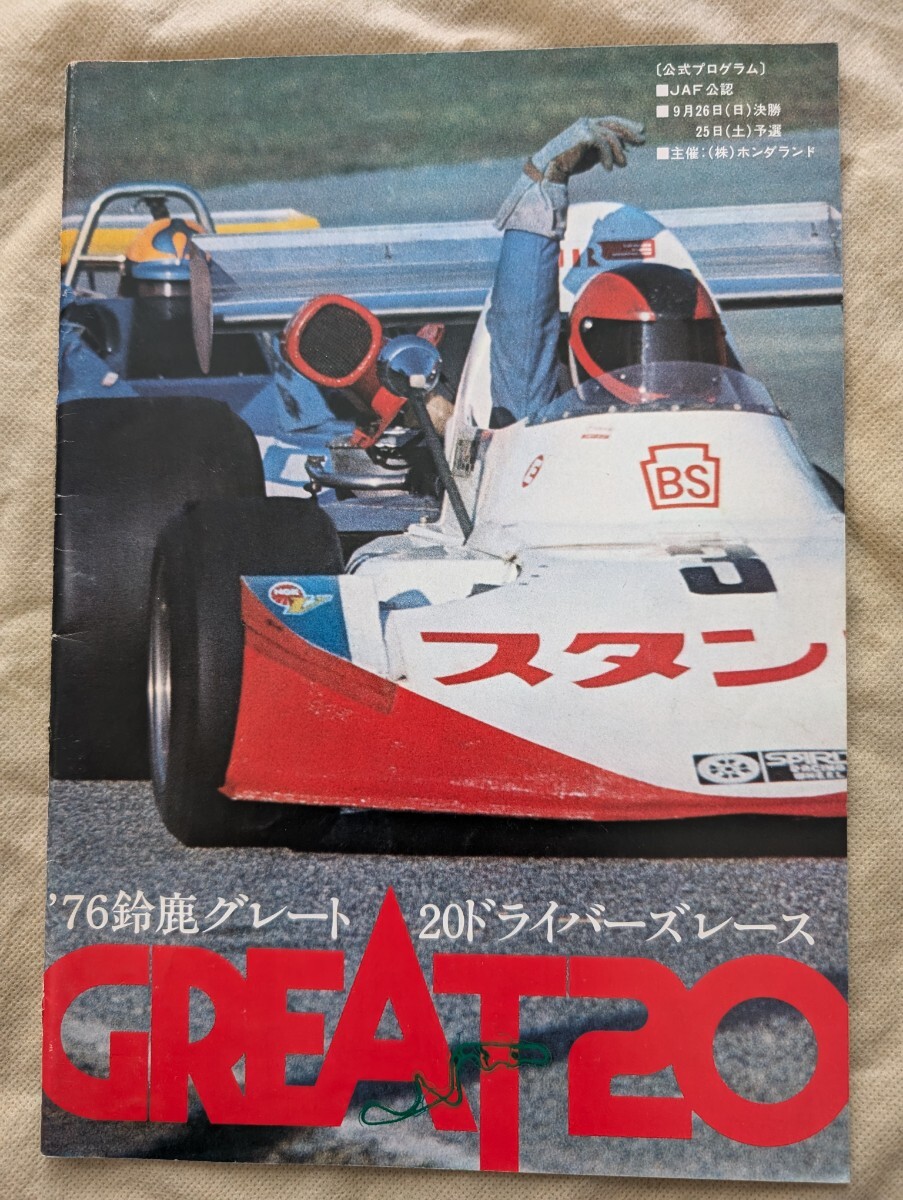 〔公式プログラム〕
■JAF公認
■9月26日(日)決勝
25日(土)予選
■主催:(株)ホンダランド
BS
3
NGK
スタン
SPIRIT
'76鈴鹿グレート20ドライバーズレース
GREAT20